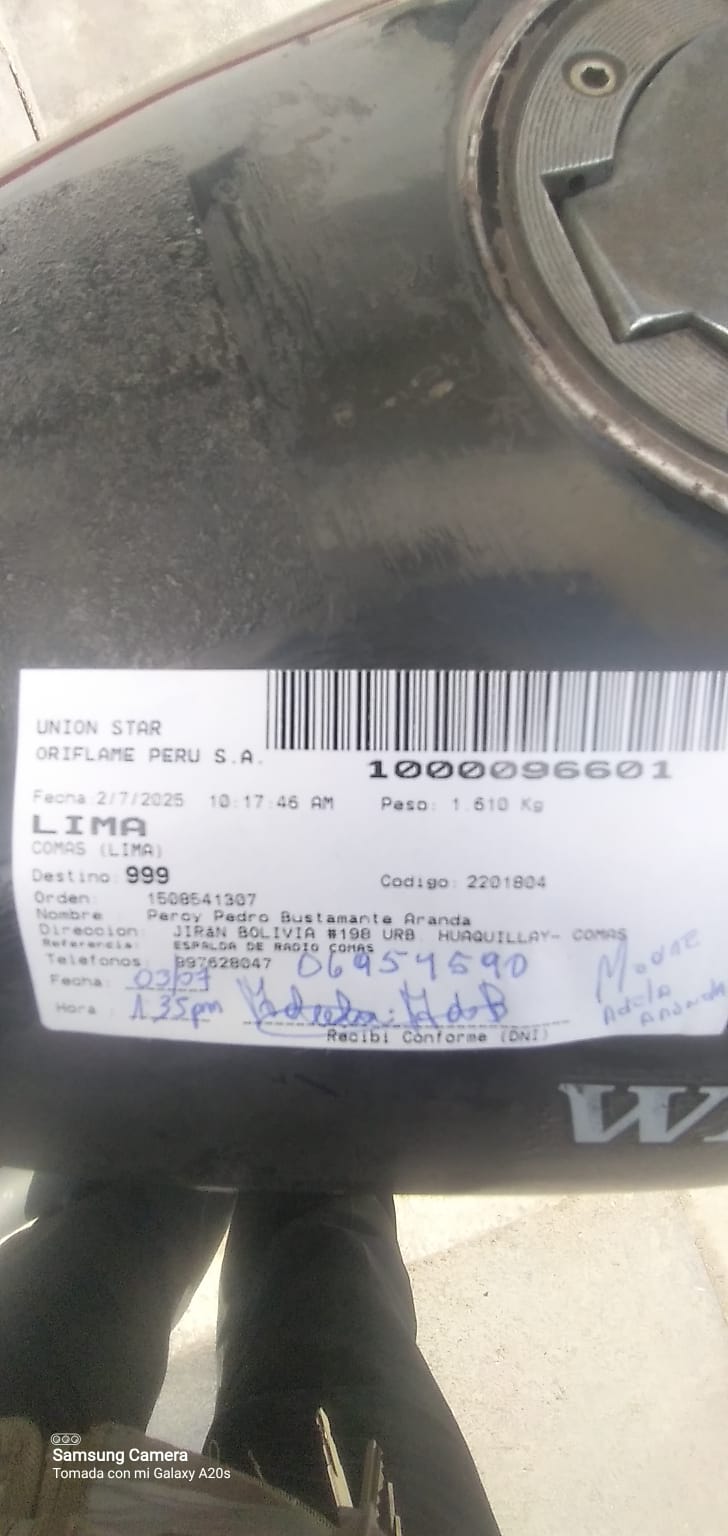 UNION STAR
ORIFLAME PERU S.A.
1000096601
Fecha:2/7/2025 10:17:46 AM Peso: 1.610 Kg
LIMA
COMAS (LIMA)
Destino: 999 Codigo: 2201804
Orden: 1508541307
Nombre : Percy Pedro Bustamante Aranda
Direccion: JIRáN BOLIVIA #198 URB. HUAQUILLAY- COMAS
Referencia: ESPALDA DE RADIO COMAS
Telefonos: 997628047 06957590
Fecha: 03/07
Hora : 1:35pm
Adela
Aranda
Recibi Conforme (DNI)
Samsung Camera
Tomada con mi Galaxy A20s